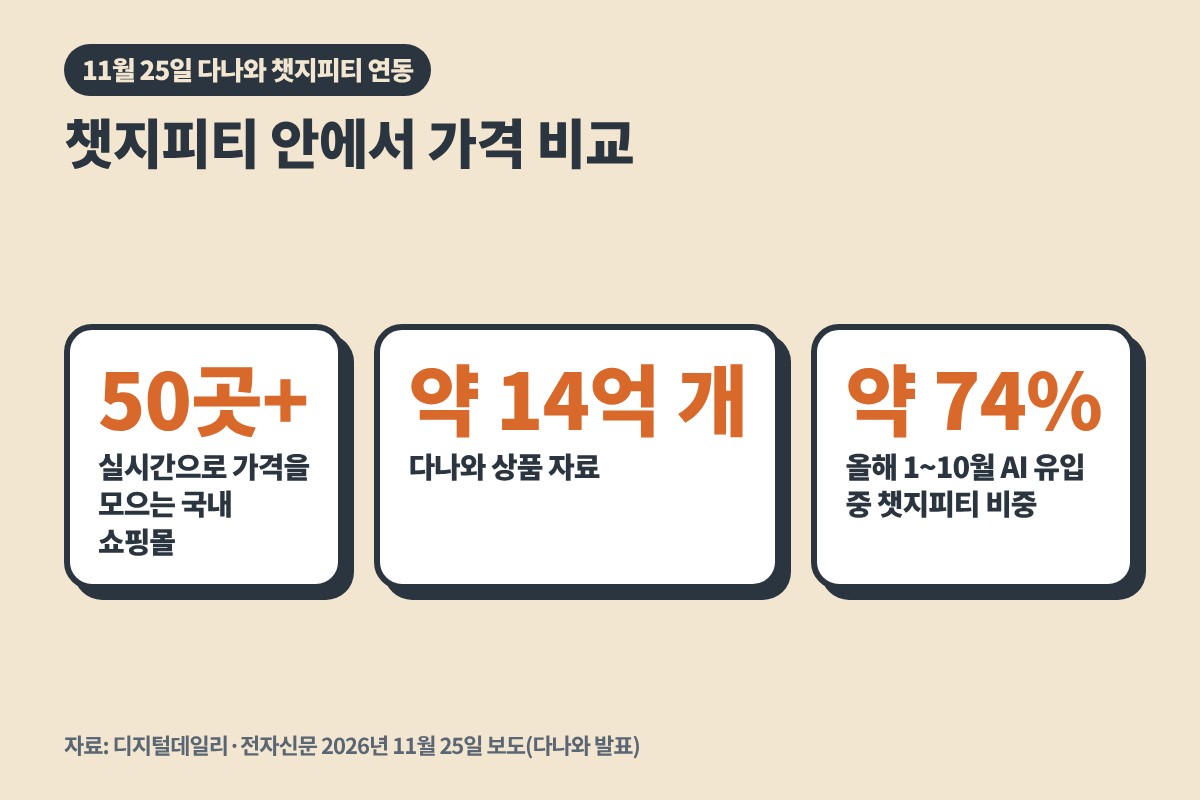 11월 25일 다나와 챗지피티 연동
챗지피티 안에서 가격 비교
50곳+
실시간으로 가격을
모으는 국내
쇼핑몰
약 14억 개
다나와 상품 자료
약 74%
올해 1~10월 AI 유입
중 챗지피티 비중
자료: 디지털데일리·전자신문 2026년 11월 25일 보도(다나와 발표)